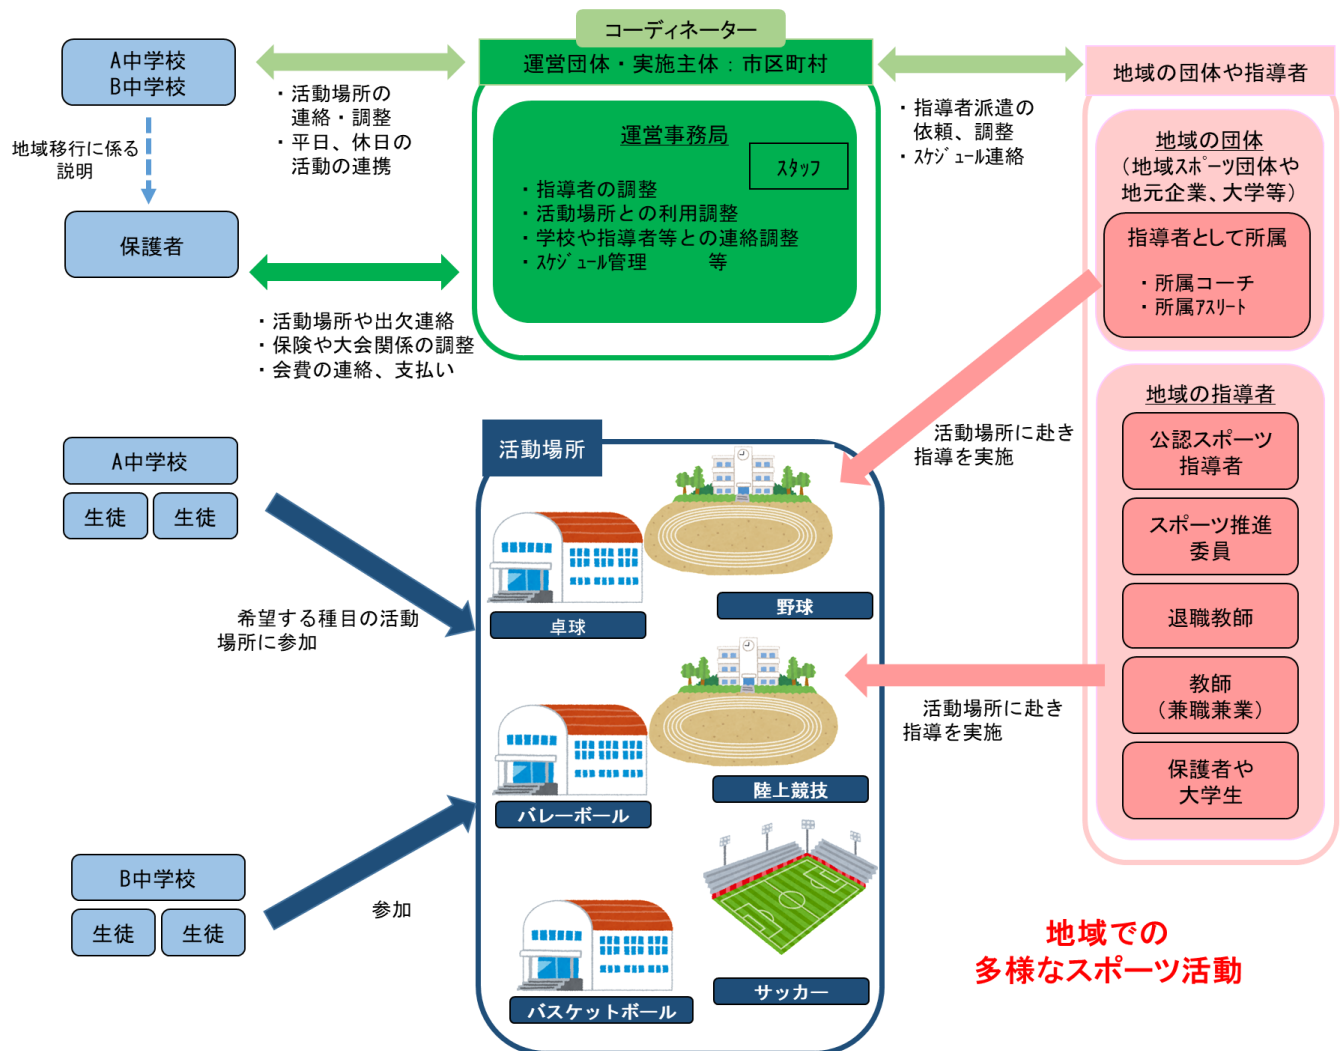 コーディネーター
運営団体・実施主体：市区町村
A中学校
B中学校
・活動場所の
連絡・調整
・平日、休日の
活動の連携
地域移行に係る
説明
保護者
・活動場所や出欠連絡
・保険や大会関係の調整
・会費の連絡、支払い
運営事務局
スタッフ
・指導者の調整
・活動場所との利用調整
・学校や指導者等との連絡調整
・ｽｹｼﾞｭｰﾙ管理　　　等
・指導者派遣の
依頼、調整
・ｽｹｼﾞｭｰﾙ連絡
地域の団体や指導者
地域の団体
（地域ｽﾎﾟｰﾂ団体や
地元企業、大学等）
指導者として所属
・所属コーチ
・所属ｱｽﾘｰﾄ
地域の指導者
公認スポーツ
指導者
スポーツ推進
委員
退職教師
教師
（兼職兼業）
保護者や
大学生
活動場所に赴き
指導を実施
活動場所に赴き
指導を実施
A中学校
生徒
生徒
希望する種目の活動
場所に参加
B中学校
生徒
生徒
参加
活動場所
卓球
野球
バレーボール
陸上競技
バスケットボール
サッカー
地域での
多様なスポーツ活動